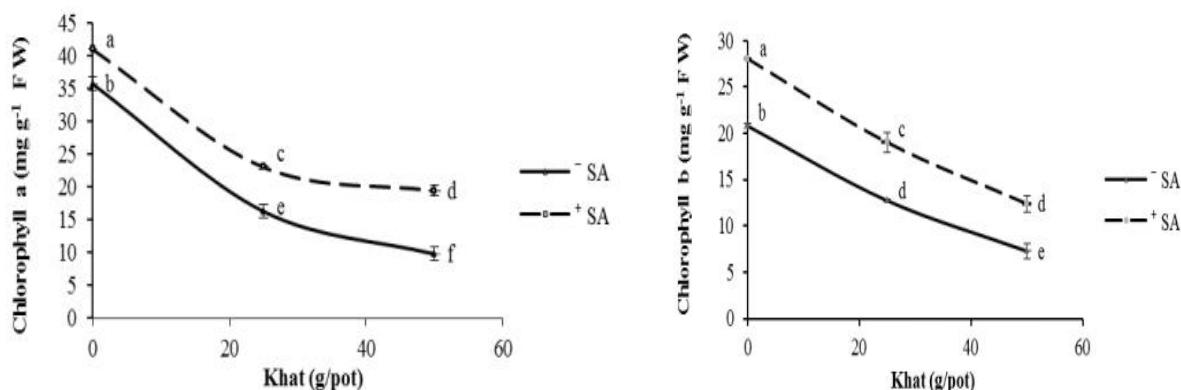 Chlorophyll a (mg g⁻¹ F W)
45
40
35
30
25
20
15
10
5
0
a
b
c
d
e
f
0 20 40 60
Khat (g/pot)
⁻ SA
⁺ SA
Chlorophyll b (mg g⁻¹ F W)
30
25
20
15
10
5
0
a
b
c
d
d
e
0 20 40 60
Khat (g/pot)
⁻ SA
⁺ SA